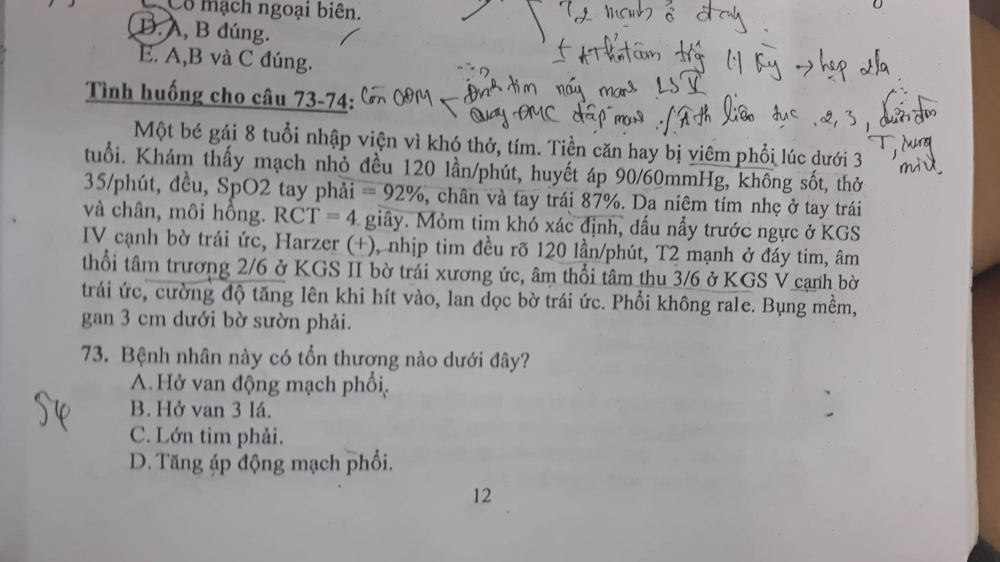 C. Có mạch ngoại biên.
D. A, B đúng.
E. A,B và C đúng.
T2 mạnh ở đáy.
trg (-) kỳ → hẹp 2 lá
Tình huống cho câu 73-74: Còn ÔĐM - Đỉnh tim nảy mạnh LS V
Quay ĐMC đập mạnh liên tục 2, 3, dưới đòn
T, lưng
Một bé gái 8 tuổi nhập viện vì khó thở, tím. Tiền căn hay bị viêm phổi lúc dưới 3
tuổi. Khám thấy mạch nhỏ đều 120 lần/phút, huyết áp 90/60mmHg, không sốt, thở
35/phút, đều, SpO2 tay phải = 92%, chân và tay trái 87%. Da niêm tím nhẹ ở tay trái
và chân, môi hồng. RCT = 4 giây. Mỏm tim khó xác định, dấu nẩy trước ngực ở KGS
IV cạnh bờ trái ức, Harzer (+), nhịp tim đều rõ 120 lần/phút, T2 mạnh ở đáy tim, âm
thổi tâm trương 2/6 ở KGS II bờ trái xương ức, âm thổi tâm thu 3/6 ở KGS V cạnh bờ
trái ức, cường độ tăng lên khi hít vào, lan dọc bờ trái ức. Phổi không rale. Bụng mềm,
gan 3 cm dưới bờ sườn phải.
73. Bệnh nhân này có tổn thương nào dưới đây?
A. Hở van động mạch phổi.
B. Hở van 3 lá.
C. Lớn tim phải.
D. Tăng áp động mạch phổi.
12